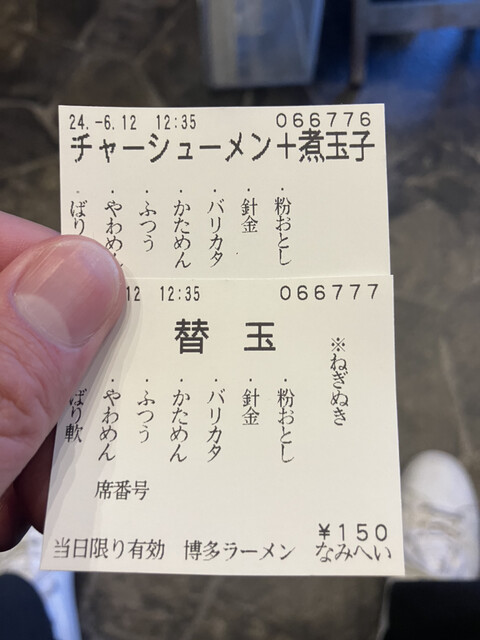 24.-6.12 12:35 066776
チャーシューメン+煮玉子
・粉おとし
・針金
・バリカタ
・かためん
・ふつう
・やわめん
ばり
12 12:35 066777
替玉
※ねぎぬき
・粉おとし
・針金
・バリカタ
・かためん
・ふつう
・やわめん
ばり軟
席番号
¥150
当日限り有効 博多ラーメン なみへい